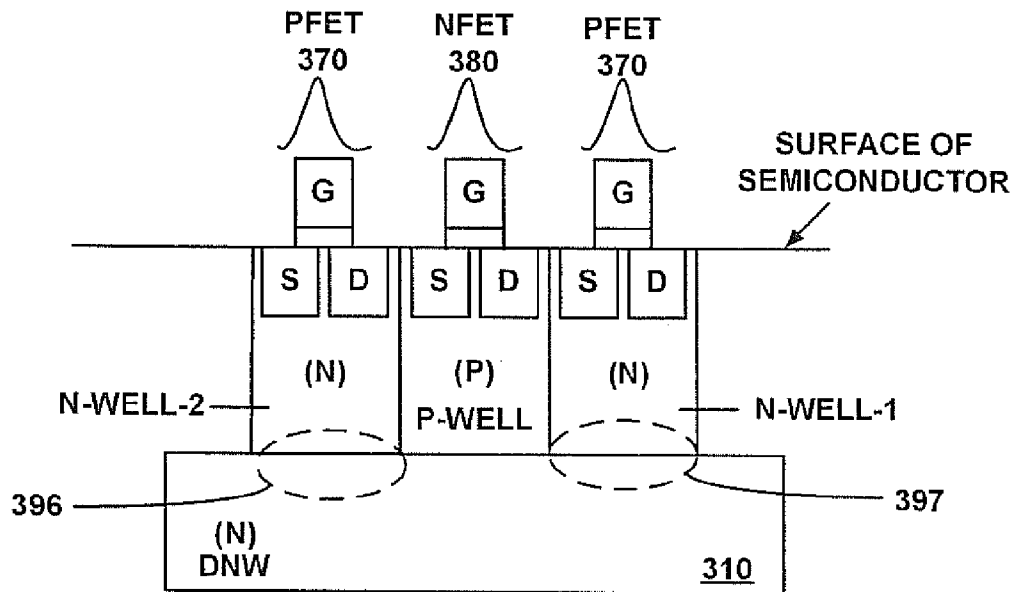 PFET
370
NFET
380
PFET
370
SURFACE OF
SEMICONDUCTOR
G
G
G
S
D
S
D
S
D
(N)
(P)
(N)
N-WELL-2
P-WELL
N-WELL-1
396
397
(N)
DNW
310